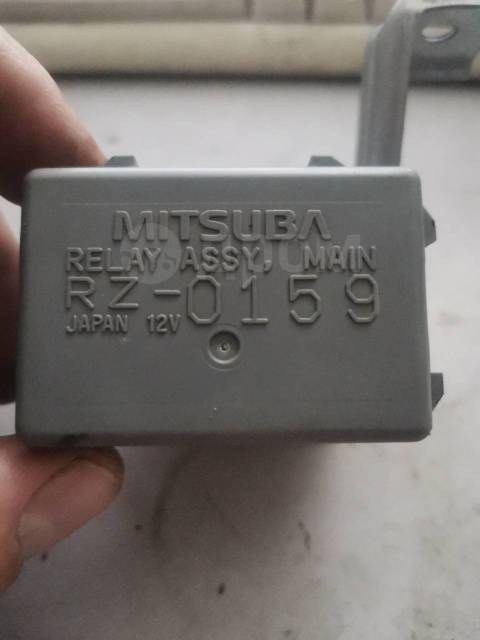 MITSUBA
RELAY ASSY, MAIN
RZ-0159
JAPAN 12V